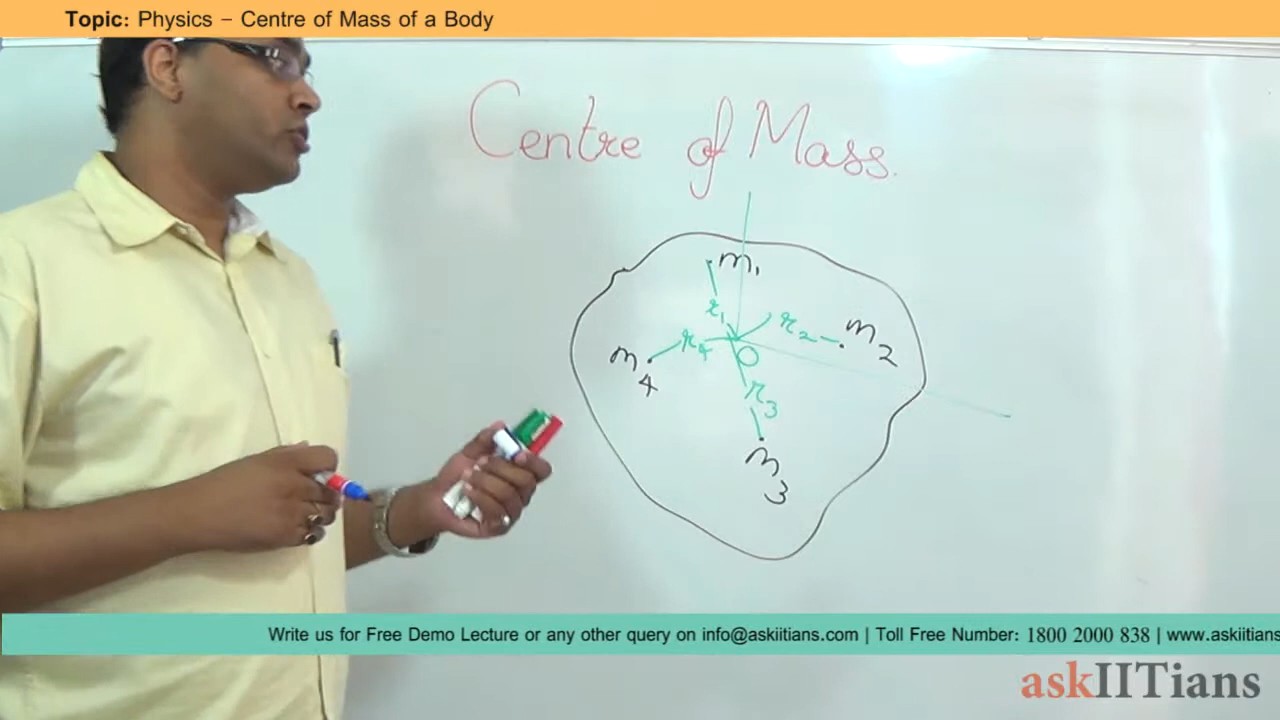 Topic: Physics – Centre of Mass of a Body
Centre of Mass.
m1
r1
r2
m2
r4
m4
O
r3
m3
Write us for Free Demo Lecture or any other query on info@askiitians.com | Toll Free Number: 1800 2000 838 | www.askiitians
askIITians